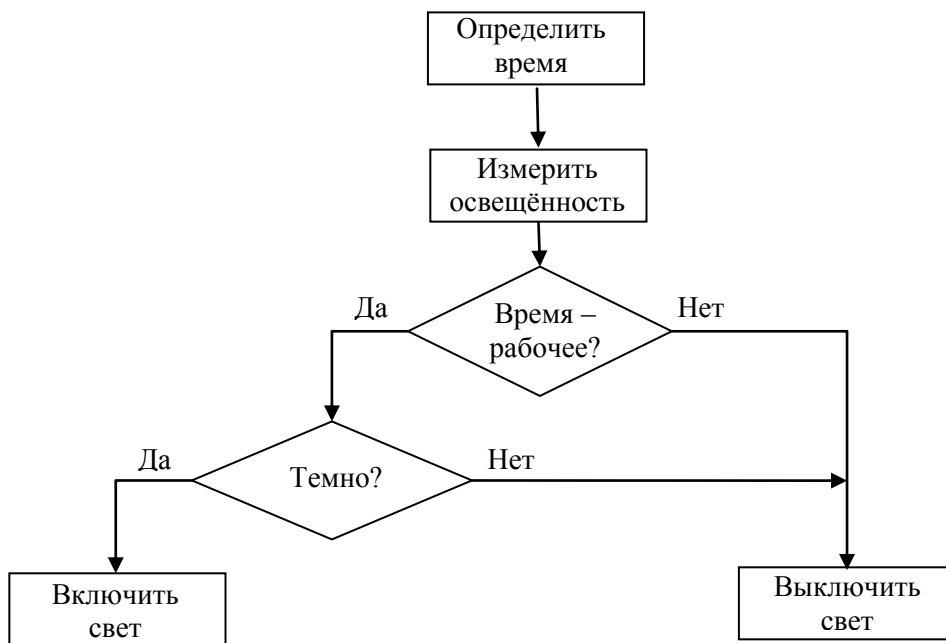 Определить
время
Измерить
освещённость
Да
Время –
рабочее?
Нет
Да
Темно?
Нет
Включить
свет
Выключить
свет